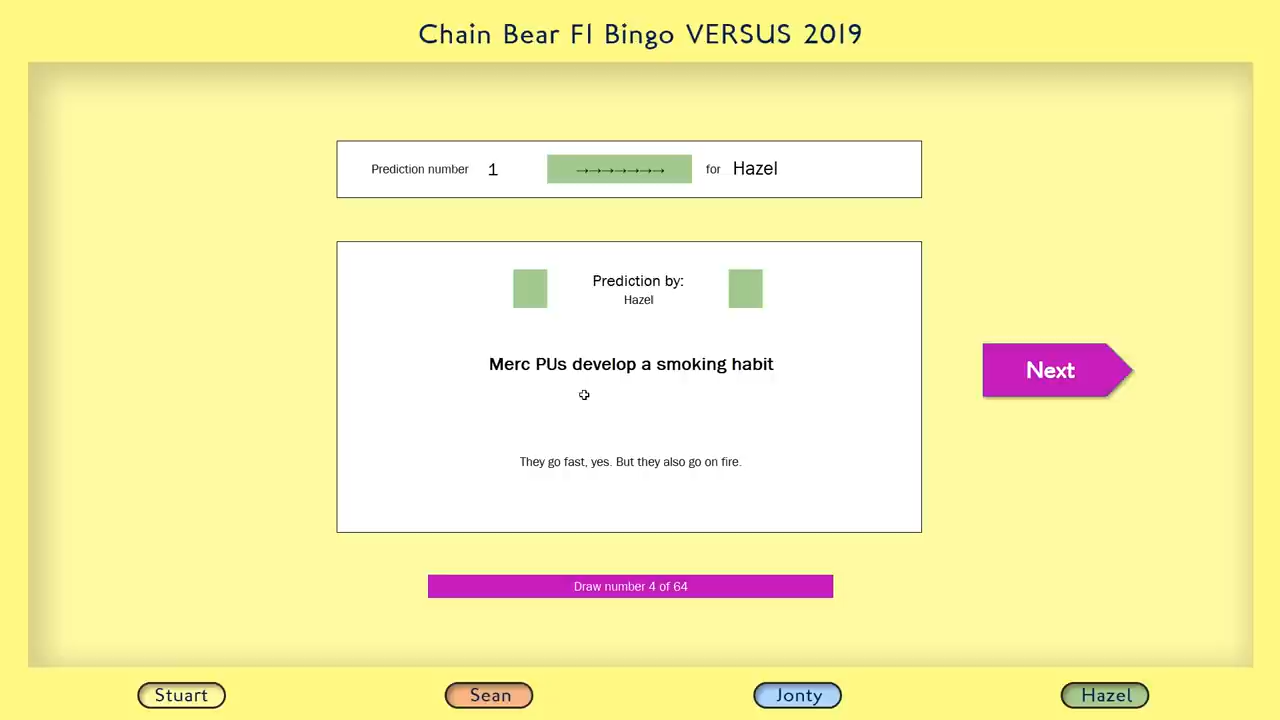 Chain Bear F1 Bingo VERSUS 2019
Prediction number 1 →→→→→→→ for Hazel
Prediction by:
Hazel
Merc PUs develop a smoking habit
Next
They go fast, yes. But they also go on fire.
Draw number 4 of 64
Stuart Sean Jonty Hazel